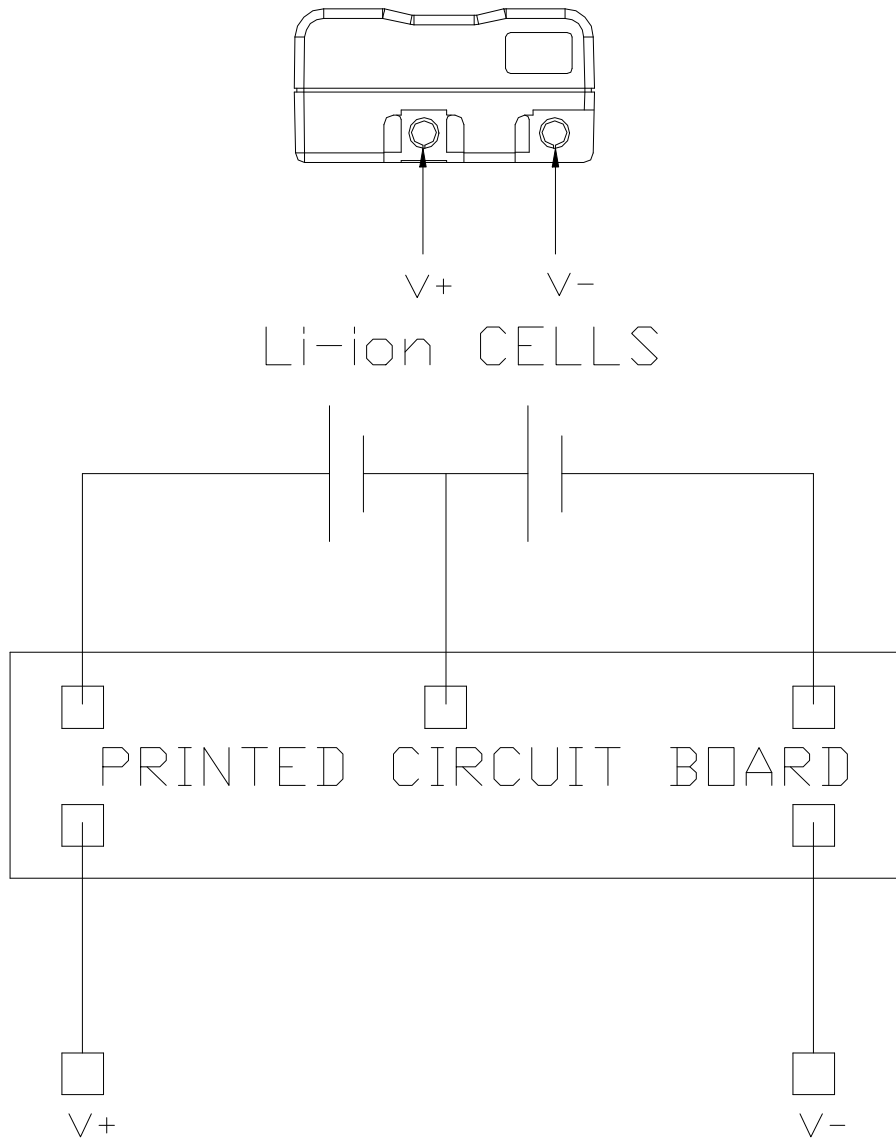 V+ V-
Li-ion CELLS
PRINTED CIRCUIT BOARD
V+ V-